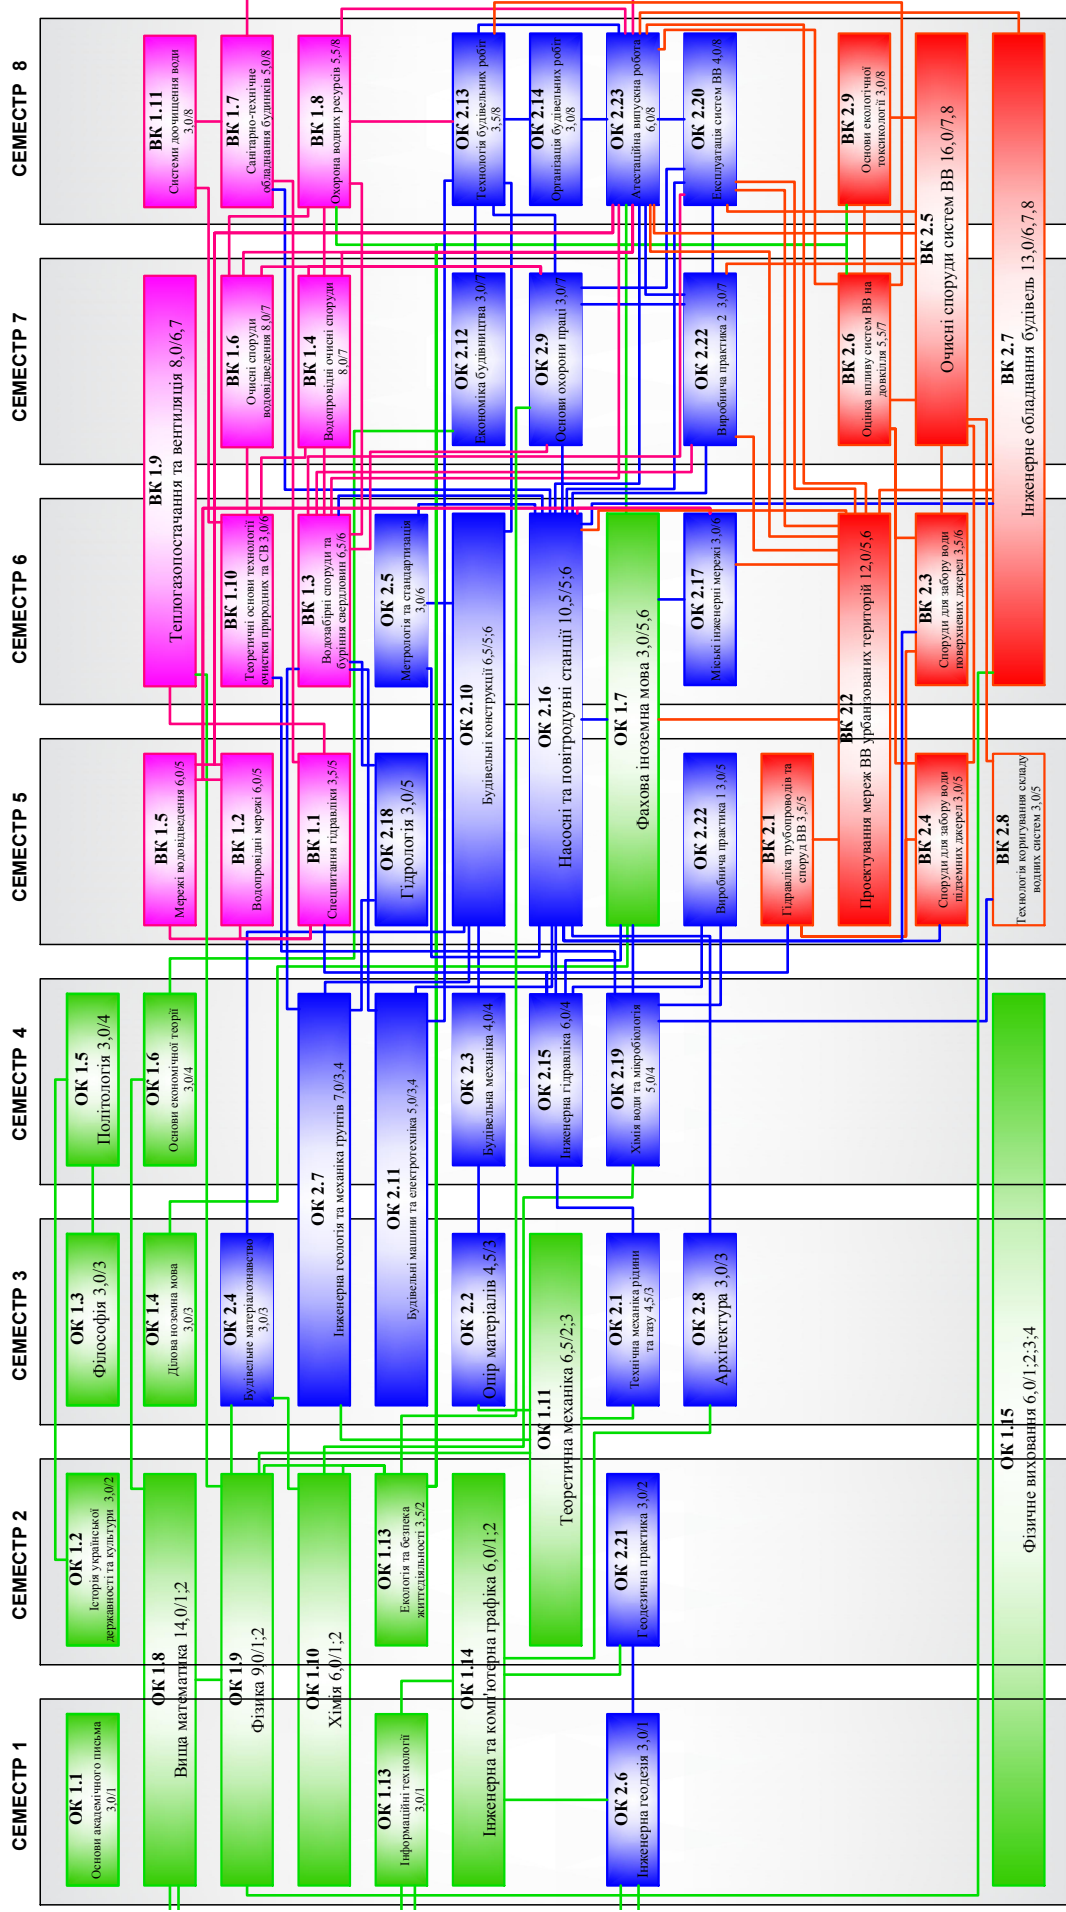 СЕМЕСТР 1
ОК 1.1
Основи академічного письма
3,0/1
ОК 1.8
Вища математика 14,0/1;2
ОК 1.9
Фізика 9,0/1;2
ОК 1.10
Хімія 6,0/1;2
ОК 1.13
Інформаційні технології
3,0/1
ОК 1.14
Інженерна та комп'ютерна графіка 6,0/1;2
ОК 2.6
Інженерна геодезія 3,0/1
СЕМЕСТР 2
ОК 1.2
Історія української
державності та культури 3,0/2
ОК 1.13
Екологія та безпека
життєдіяльності 3,5/2
ОК 1.11
Теоретична механіка 6,5/2;3
ОК 2.21
Геодезична практика 3,0/2
ОК 1.15
Фізичне виховання 6,0/1;2;3;4
СЕМЕСТР 3
ОК 1.3
Філософія 3,0/3
ОК 1.4
Ділова ноземна мова
3,0/3
ОК 2.4
Будівельне матеріалознавство
3,0/3
ОК 2.7
Інженерна геологія та механіка грунтів 7,0/3,4
ОК 2.11
Будівельні машини та електротехніка 5,0/3,4
ОК 2.2
Опір матеріалів 4,5/3
ОК 2.1
Технічна механіка рідини
та газу 4,5/3
ОК 2.8
Архітектура 3,0/3
СЕМЕСТР 4
ОК 1.5
Політологія 3,0/4
ОК 1.6
Основи економічної теорії
3,0/4
ОК 2.3
Будівельна механіка 4,0/4
ОК 2.15
Інженерна гідравліка 6,0/4
ОК 2.19
Хімія води та мікробіологія
5,0/4
СЕМЕСТР 5
ВК 1.5
Мережі водовідведення 6,0/5
ВК 1.2
Водопровідні мережі 6,0/5
ВК 1.1
Спецпитання гідравліки 3,5/5
ОК 2.18
Гідрологія 3,0/5
ОК 2.10
Будівельні конструкції 6,5/5;6
ОК 2.16
Насосні та повітродувні станції 10,5/5;6
ОК 1.7
Фахова іноземна мова 3,0/5,6
ОК 2.22
Виробнича практика 1 3,0/5
ВК 2.1
Гідравліка трубопроводів та
споруд ВВ 3,5/5
ВК 2.2
Проектування мереж ВВ урбанізованих територій 12,0/5,6
ВК 2.4
Споруди для забору води
підземних джерел 3,0/5
ВК 2.8
Технологія коригування складу
водних систем 3,0/5
СЕМЕСТР 6
ВК 1.9
Теплогазопостачання та вентиляція 8,0/6,7
ВК 1.10
Теоретичні основи технології
очистки природних та СВ 3,0/6
ВК 1.3
Водозабірні споруди та
буріння свердловин 6,5/6
ОК 2.5
Метрологія та стандартизація
3,0/6
ОК 2.17
Міські інженерні мережі 3,0/6
ВК 2.3
Споруди для забору води
поверхневих джерел 3,5/6
СЕМЕСТР 7
ВК 1.6
Очисні споруди
водовідведення 8,0/7
ВК 1.4
Водопровідні очисні споруди
8,0/7
ОК 2.12
Економіка будівництва 3,0/7
ОК 2.9
Основи охорони праці 3,0/7
ОК 2.22
Виробнича практика 2 3,0/7
ВК 2.6
Оцінка впливу систем ВВ на
довкілля 5,5/7
ВК 2.5
Очисні споруди систем ВВ 16,0/7,8
ВК 2.7
Інженерне обладнання будівель 13,0/6,7,8
СЕМЕСТР 8
ВК 1.11
Системи доочищення води
3,0/8
ВК 1.7
Санітарно-технічне
обладнання будинків 5,0/8
ВК 1.8
Охорона водних ресурсів 5,5/8
ОК 2.13
Технологія будівельних робіт
3,5/8
ОК 2.14
Організація будівельних робіт
3,0/8
ОК 2.23
Атестаційна випускна робота
6,0/8
ОК 2.20
Експлуатація систем ВВ 4,0/8
ВК 2.9
Основи екологічної
токсикології 3,0/8